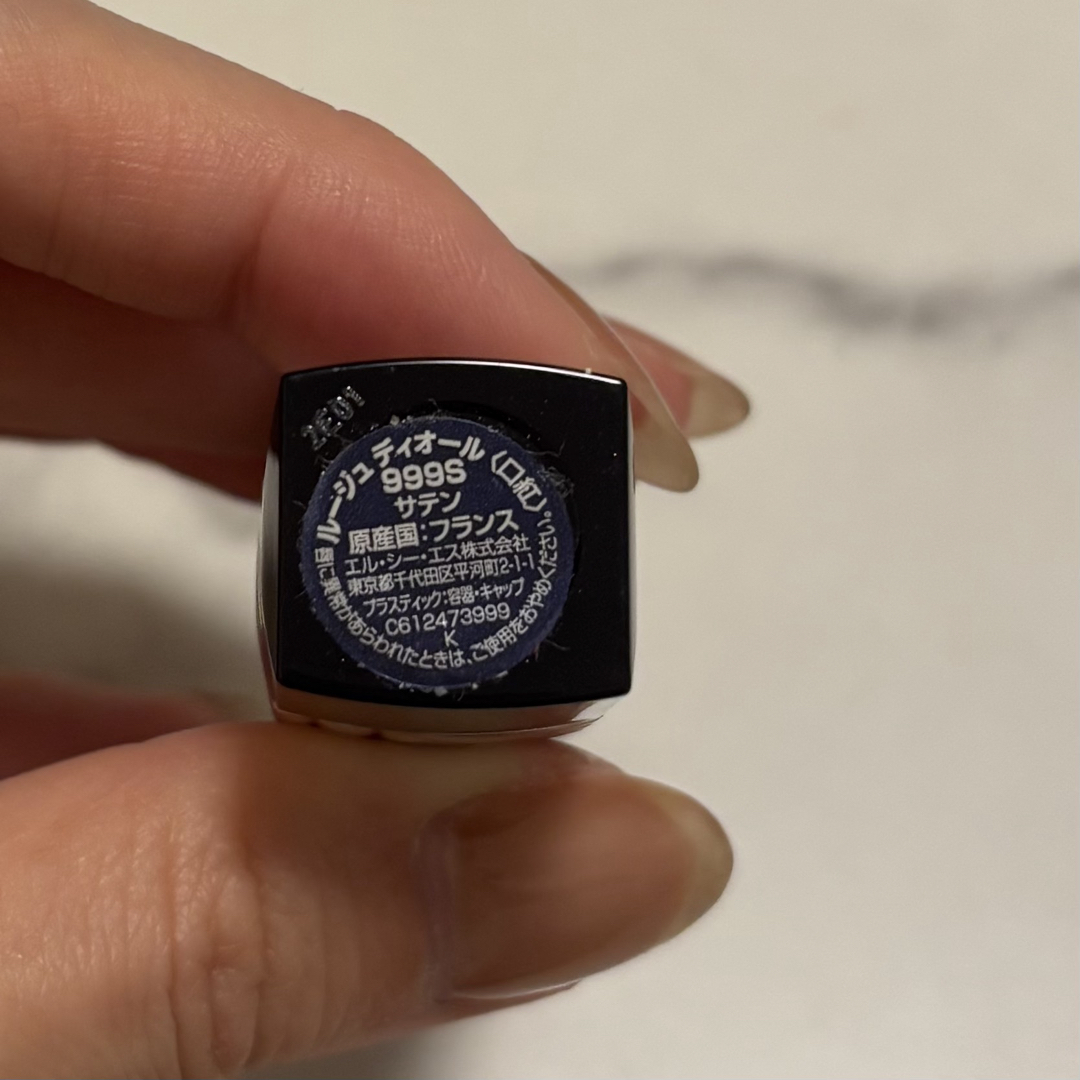 ルージュ ディオール〈口紅〉
999S
サテン
原産国:フランス
エル・シー・エス株式会社
東京都千代田区平河町2-1-1
プラスティック:容器・キャップ
C612473999
K
唇に異常があらわれたときは、ご使用をおやめください。